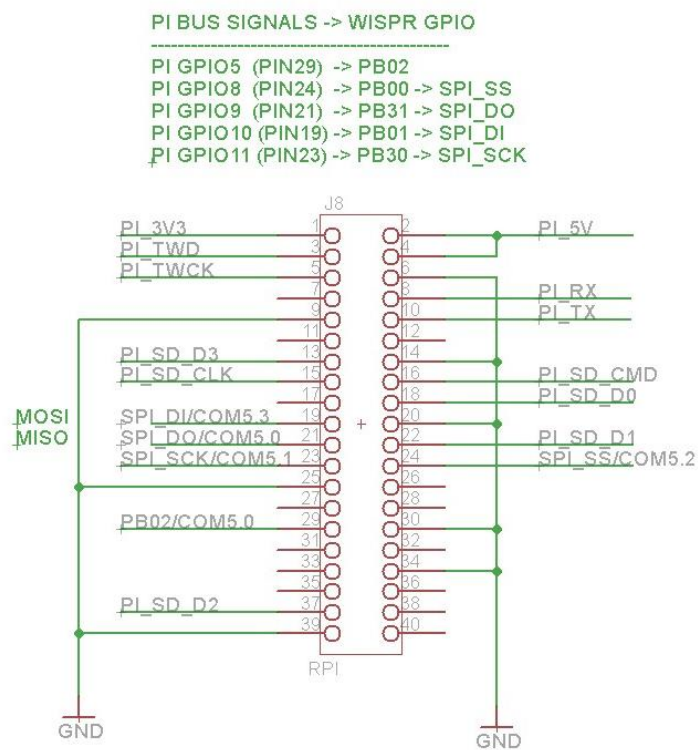 PI BUS SIGNALS -> WISPR GPIO
---------------------------------------------
PI GPIO5 (PIN29) -> PB02
PI GPIO8 (PIN24) -> PB00 -> SPI_SS
PI GPIO9 (PIN21) -> PB31 -> SPI_DO
PI GPIO10 (PIN19) -> PB01 -> SPI_DI
PI GPIO11 (PIN23) -> PB30 -> SPI_SCK
J8
PI_3V3 1 2 PI_5V
PI_TWD 3 4
PI_TWCK 5 6
7 8 PI_RX
9 10 PI_TX
11 12
PI_SD_D3 13 14
PI_SD_CLK 15 16 PI_SD_CMD
17 18 PI_SD_D0
MOSI SPI_DI/COM5.3 19 20
MISO SPI_DO/COM5.0 21 22 PI_SD_D1
SPI_SCK/COM5.1 23 24 SPI_SS/COM5.2
25 26
27 28
PB02/COM5.0 29 30
31 32
33 34
35 36
PI_SD_D2 37 38
39 40
RPI
GND GND